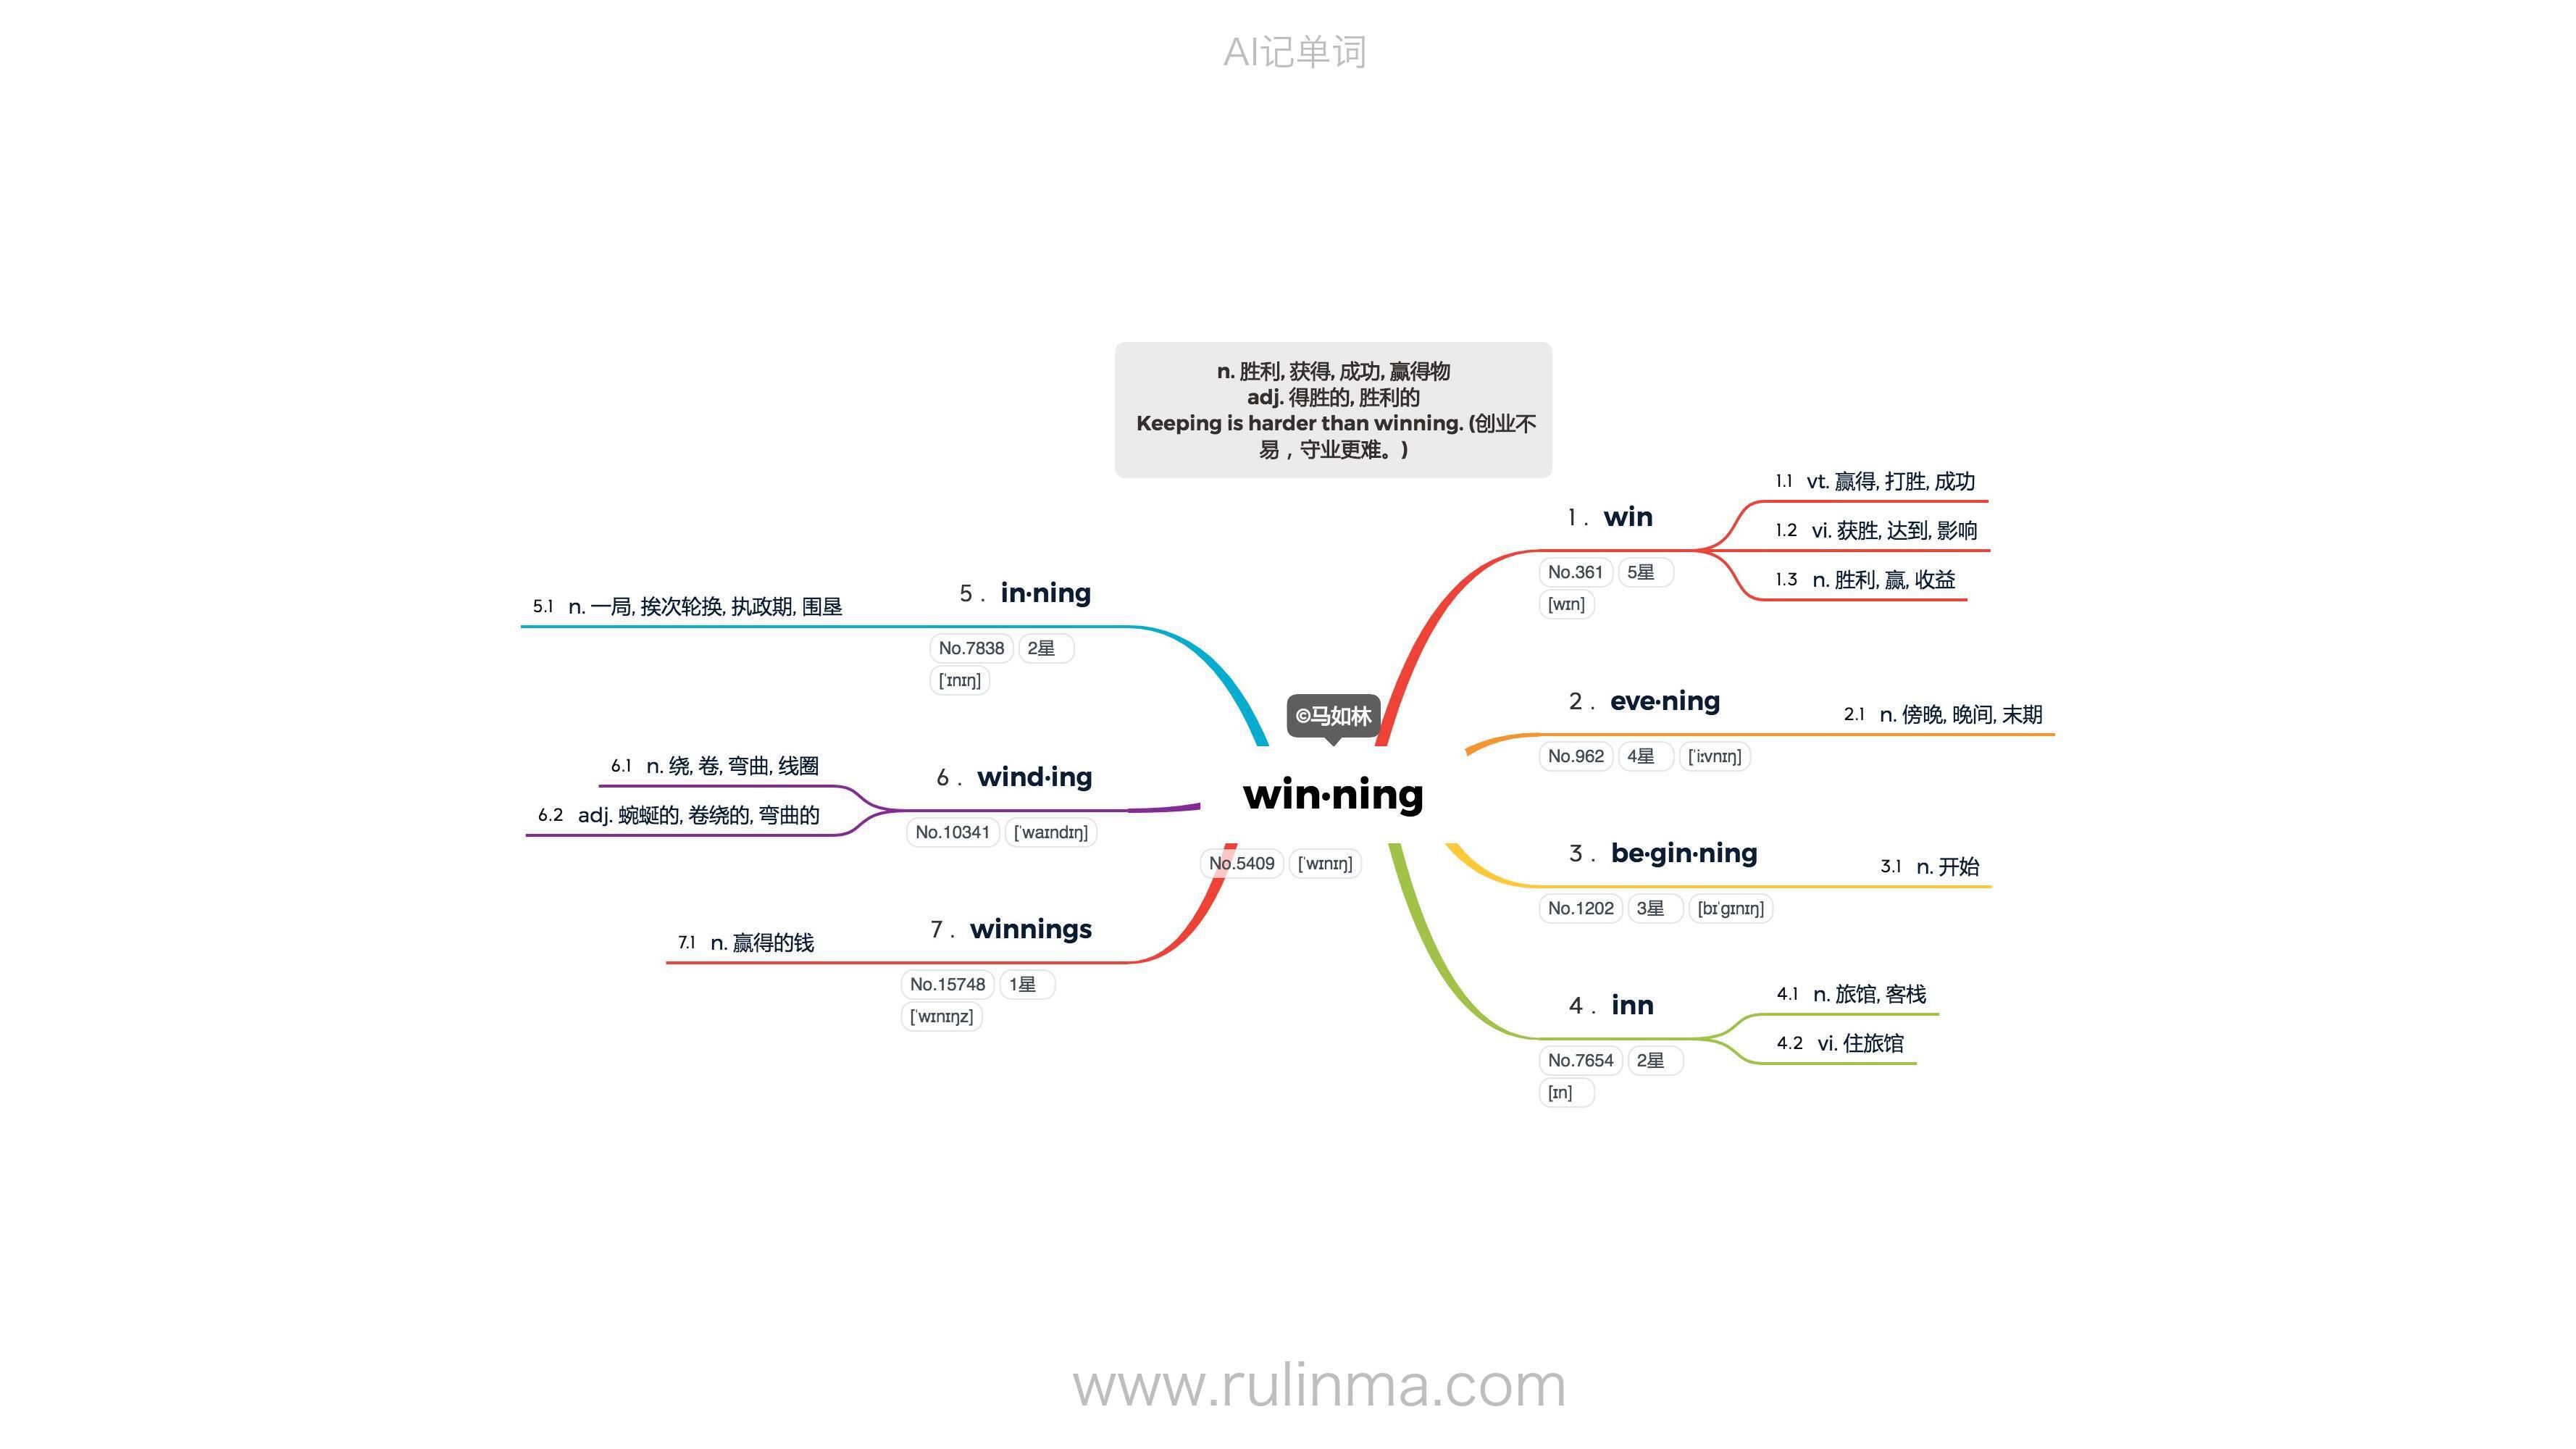 AI记单词
n. 胜利, 获得, 成功, 赢得物
adj. 得胜的, 胜利的
Keeping is harder than winning. (创业不
易，守业更难。)
©马如林
win·ning
No.5409 [ˈwɪnɪŋ]
1. win
No.361 5星
[wɪn]
1.1 vt. 赢得, 打胜, 成功
1.2 vi. 获胜, 达到, 影响
1.3 n. 胜利, 赢, 收益
2. eve·ning
No.962 4星 [ˈiːvnɪŋ]
2.1 n. 傍晚, 晚间, 末期
3. be·gin·ning
No.1202 3星 [bɪˈɡɪnɪŋ]
3.1 n. 开始
4. inn
No.7654 2星
[ɪn]
4.1 n. 旅馆, 客栈
4.2 vi. 住旅馆
5. in·ning
No.7838 2星
[ˈɪnɪŋ]
5.1 n. 一局, 挨次轮换, 执政期, 围垦
6. wind·ing
No.10341 [ˈwaɪndɪŋ]
6.1 n. 绕, 卷, 弯曲, 线圈
6.2 adj. 蜿蜒的, 卷绕的, 弯曲的
7. winnings
No.15748 1星
[ˈwɪnɪŋz]
7.1 n. 赢得的钱
www.rulinma.com